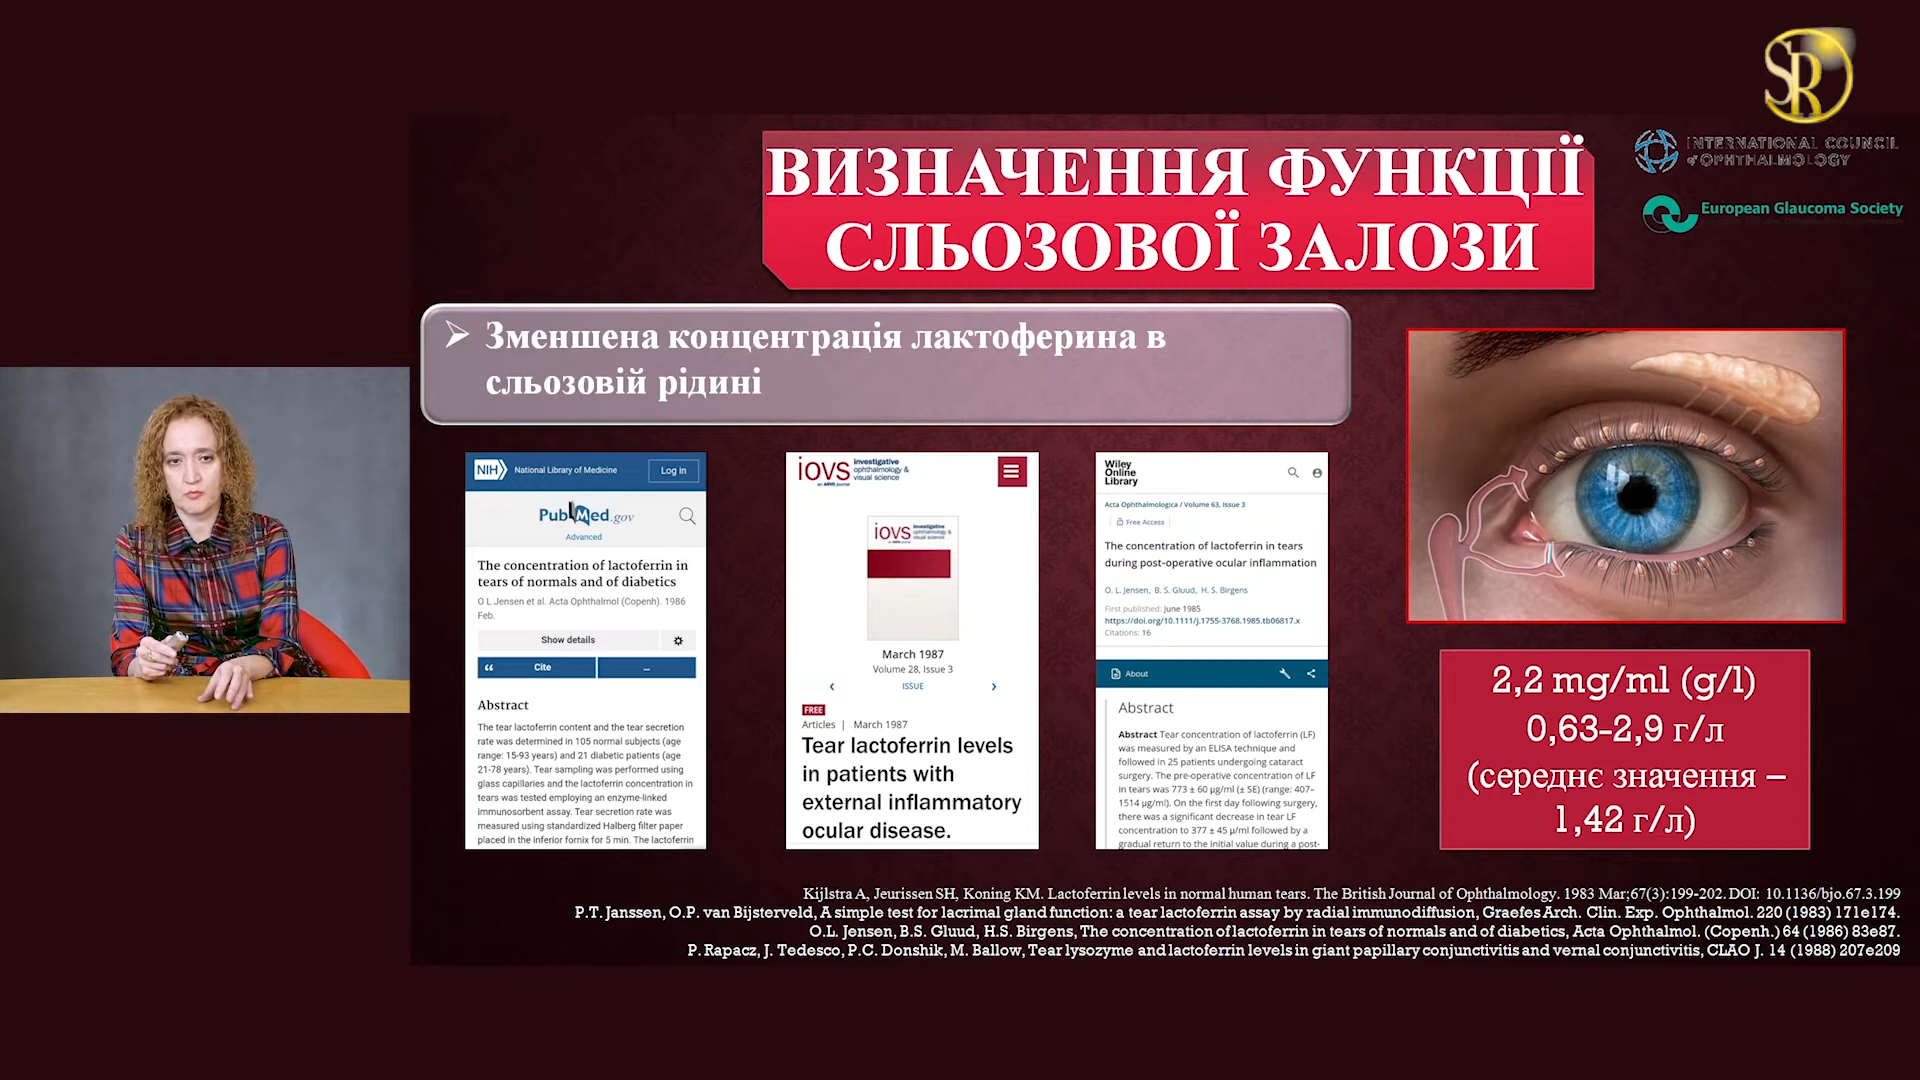 SR
INTERNATIONAL COUNCIL
of OPHTHALMOLOGY
European Glaucoma Society
ВИЗНАЧЕННЯ ФУНКЦІЇ
СЛЬОЗОВОЇ ЗАЛОЗИ
Зменшена концентрація лактоферина в
сльозовій рідині
NIH National Library of Medicine Log in
PubMed.gov
Advanced
The concentration of lactoferrin in
tears of normals and of diabetics
O L Jensen et al. Acta Ophthalmol (Copenh). 1986
Feb.
Show details
Cite ...
Abstract
The tear lactoferrin content and the tear secretion
rate was determined in 105 normal subjects (age
range: 15-93 years) and 21 diabetic patients (age
21-78 years). Tear sampling was performed using
glass capillaries and the lactoferrin concentration in
tears was tested employing an enzyme-linked
immunosorbent assay. Tear secretion rate was
measured using standardized Halberg filter paper
placed in the inferior fornix for 5 min. The lactoferrin
iovs investigative
ophthalmology &
visual science
an ARVO journal
iovs investigative
ophthalmology &
visual science
March 1987
Volume 28, Issue 3
‹ ISSUE ›
FREE
Articles | March 1987
Tear lactoferrin levels
in patients with
external inflammatory
ocular disease.
Wiley
Online
Library
Acta Ophthalmologica / Volume 63, Issue 3
Free Access
The concentration of lactoferrin in tears
during post-operative ocular inflammation
O. L. Jensen, B. S. Gluud, H. S. Birgens
First published: June 1985
https://doi.org/10.1111/j.1755-3768.1985.tb06817.x
Citations: 16
About
Abstract
Abstract Tear concentration of lactoferrin (LF)
was measured by an ELISA technique and
followed in 25 patients undergoing cataract
surgery. The pre-operative concentration of LF
in tears was 773 ± 60 µg/ml (± SE) (range: 407–
1514 µg/ml). On the first day following surgery,
there was a significant decrease in tear LF
concentration to 377 ± 45 µ/ml followed by a
gradual return to the initial value during a post-
2,2 mg/ml (g/l)
0,63-2,9 г/л
(середнє значення –
1,42 г/л)
Kijlstra A, Jeurissen SH, Koning KM. Lactoferrin levels in normal human tears. The British Journal of Ophthalmology. 1983 Mar;67(3):199-202. DOI: 10.1136/bjo.67.3.199
P.T. Janssen, O.P. van Bijsterveld, A simple test for lacrimal gland function: a tear lactoferrin assay by radial immunodiffusion, Graefes Arch. Clin. Exp. Ophthalmol. 220 (1983) 171e174.
O.L. Jensen, B.S. Gluud, H.S. Birgens, The concentration of lactoferrin in tears of normals and of diabetics, Acta Ophthalmol. (Copenh.) 64 (1986) 83e87.
P. Rapacz, J. Tedesco, P.C. Donshik, M. Ballow, Tear lysozyme and lactoferrin levels in giant papillary conjunctivitis and vernal conjunctivitis, CLAO J. 14 (1988) 207e209